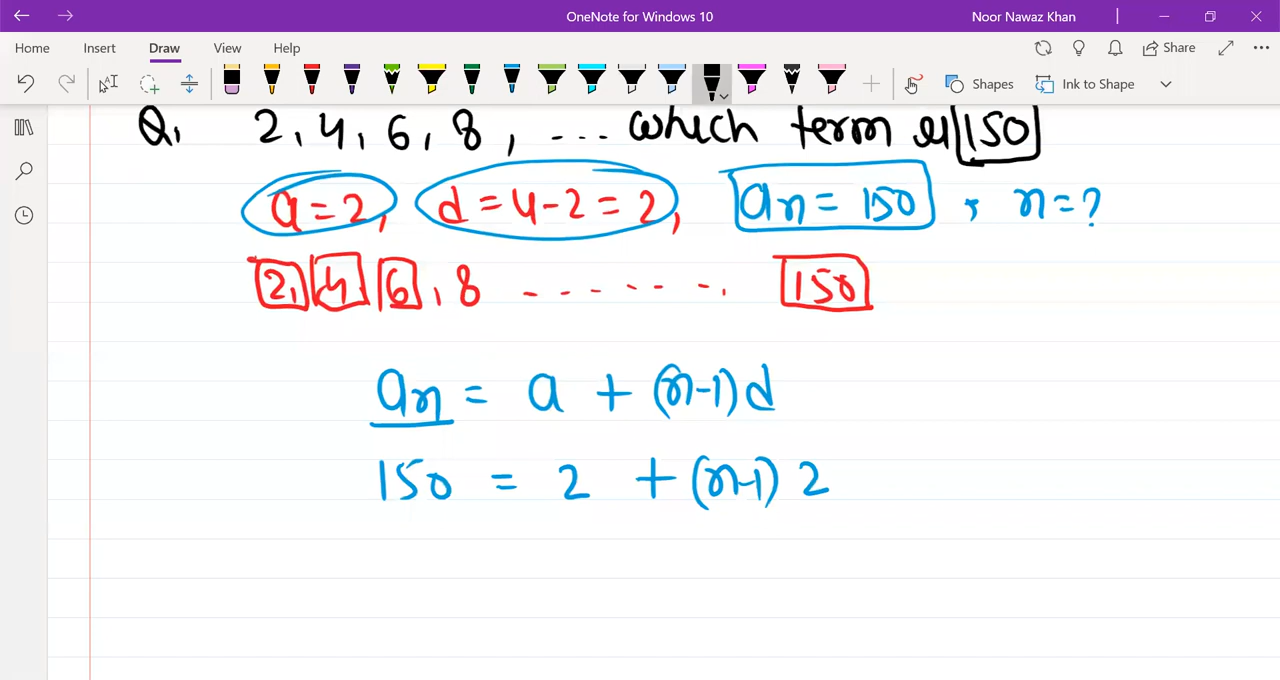 OneNote for Windows 10
Noor Nawaz Khan
Home Insert Draw View Help
Share
Shapes
Ink to Shape
Q. 2, 4, 6, 8, ... which term is 150
a = 2, d = 4-2 = 2, an = 150, n = ?
2, 4, 6, 8 ........ 150
an = a + (n-1) d
150 = 2 + (n-1) 2